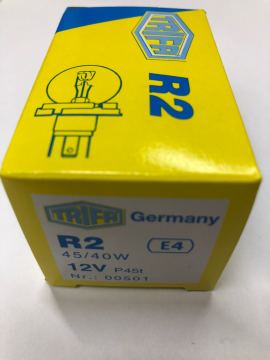 TRIFA
R2
TRIFA Germany
R2 E4
45/40W
12V P45t
Nr.: 00501